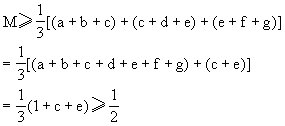 M⩾1/3[(a + b + c) + (c + d + e) + (e + f + g)]
= 1/3[(a + b + c + d + e + f + g) + (c + e)]
= 1/3(1 + c + e)⩾1/2